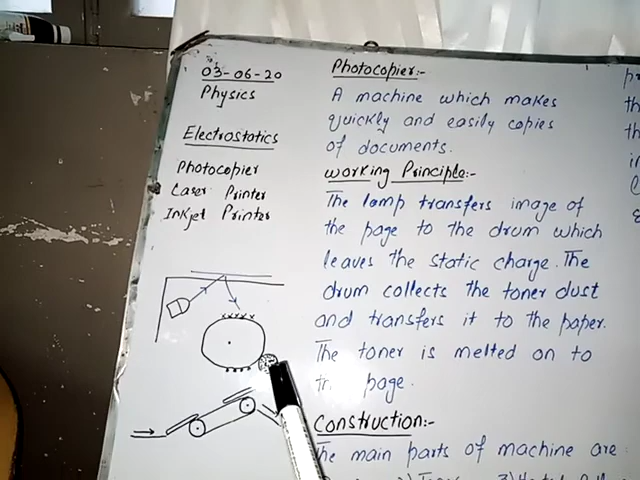 03-06-20
Physics
Electrostatics
Photocopier
Laser Printer
Inkjet Printer
Photocopier:-
A machine which makes
quickly and easily copies
of documents.
Working Principle:-
The lamp transfers image of
the page to the drum which
leaves the static charge. The
drum collects the toner dust
and transfers it to the paper.
The toner is melted on to
page.
Construction:-
The main parts of machine are